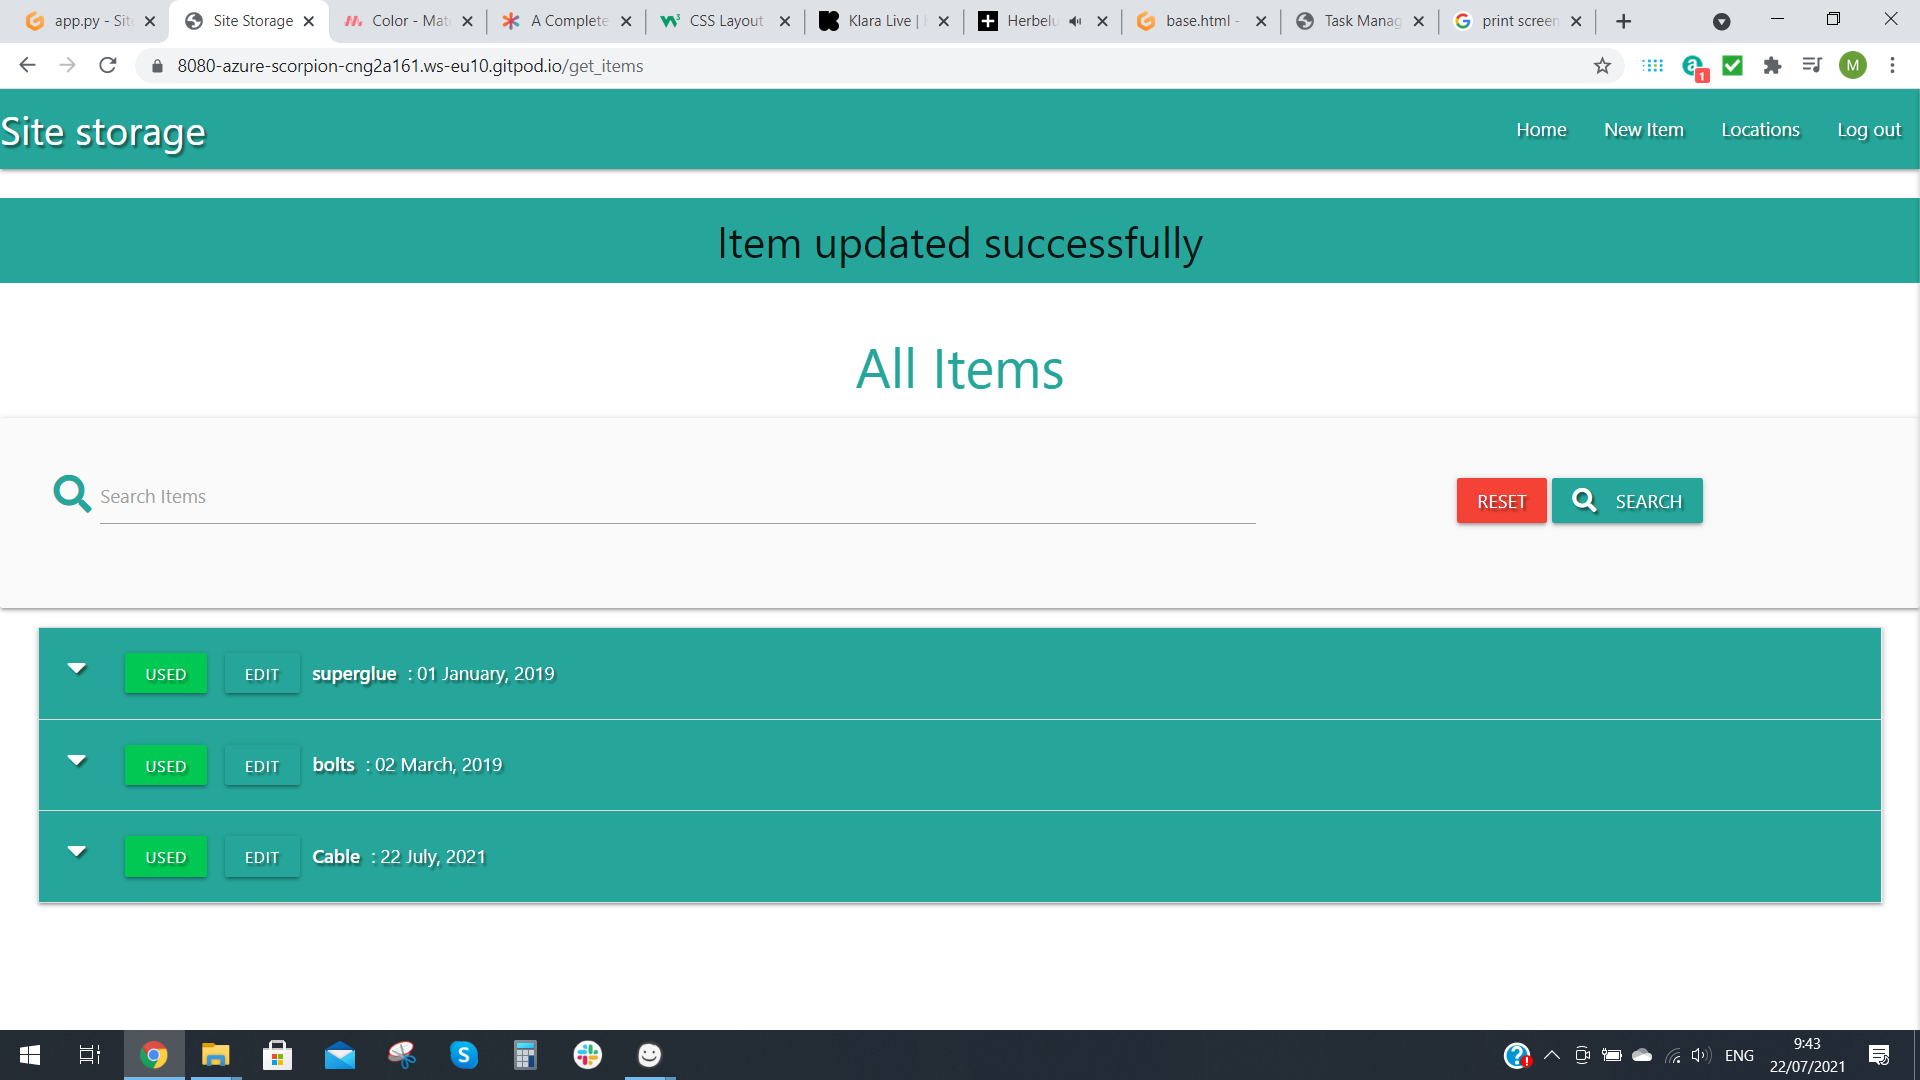 app.py - Sit
Site Storage
Color - Mat
A Complete
CSS Layout
Klara Live |
Herbelu
base.html -
Task Manag
print screen
8080-azure-scorpion-cng2a161.ws-eu10.gitpod.io/get_items
1
M
Site storage
Home
New Item
Locations
Log out
Item updated successfully
All Items
Search Items
RESET
SEARCH
USED EDIT superglue : 01 January, 2019
USED EDIT bolts : 02 March, 2019
USED EDIT Cable : 22 July, 2021
ENG
9:43
22/07/2021